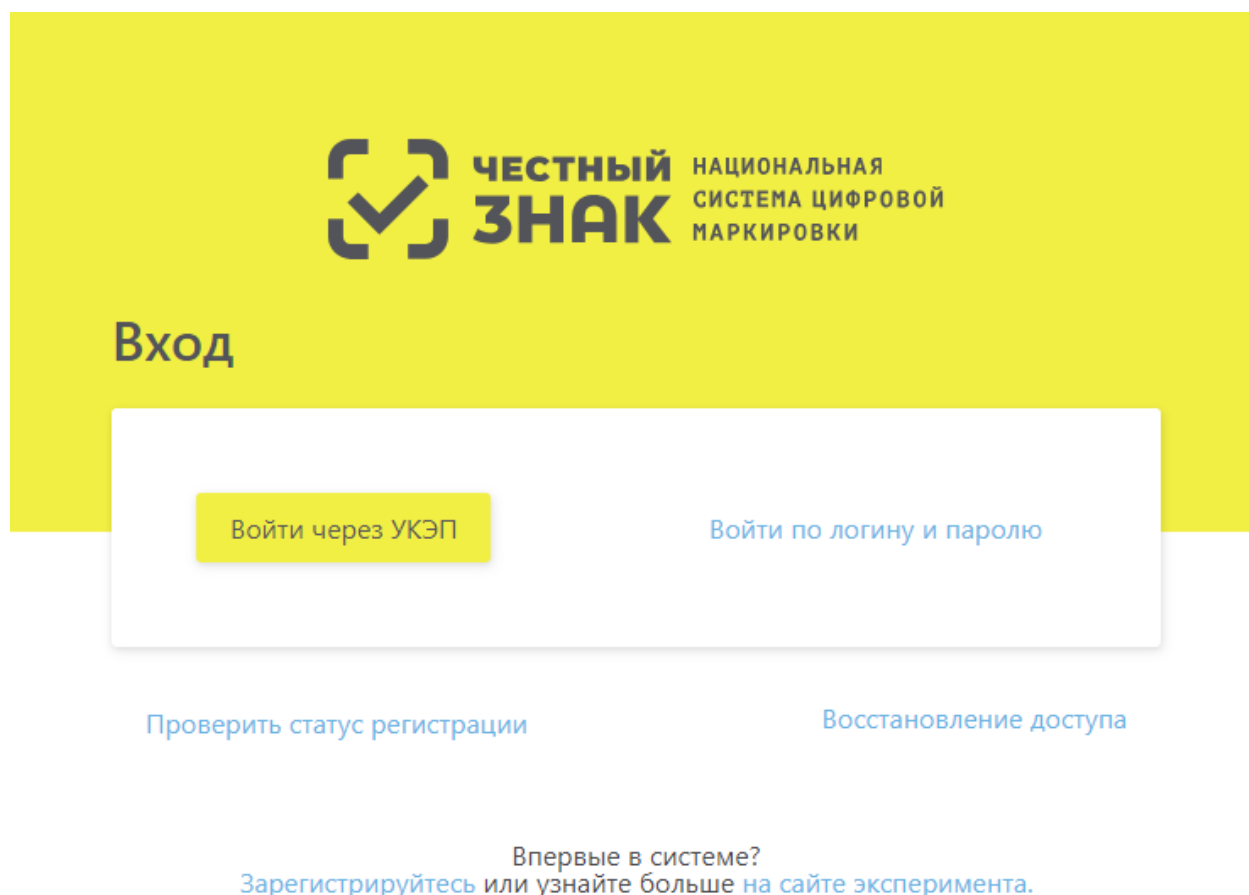 ЧЕСТНЫЙ
ЗНАК
НАЦИОНАЛЬНАЯ
СИСТЕМА ЦИФРОВОЙ
МАРКИРОВКИ
Вход
Войти через УКЭП
Войти по логину и паролю
Проверить статус регистрации
Восстановление доступа
Впервые в системе?
Зарегистрируйтесь или узнайте больше на сайте эксперимента.